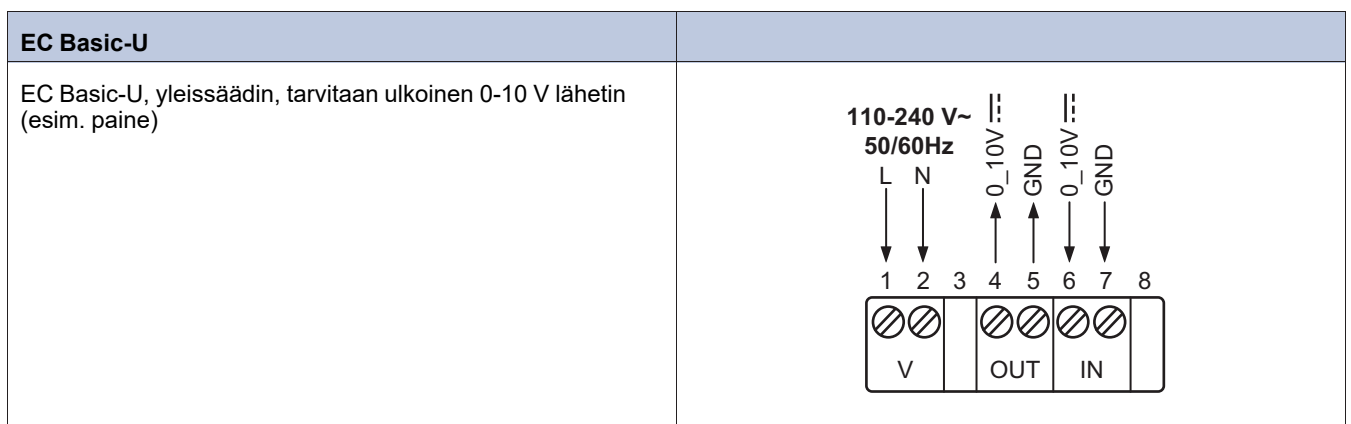 EC Basic-U
EC Basic-U, yleissäädin, tarvitaan ulkoinen 0-10 V lähetin
(esim. paine)
110-240 V~
50/60Hz
L N
0_10V
GND
0_10V
GND
1 2 3 4 5 6 7 8
V OUT IN